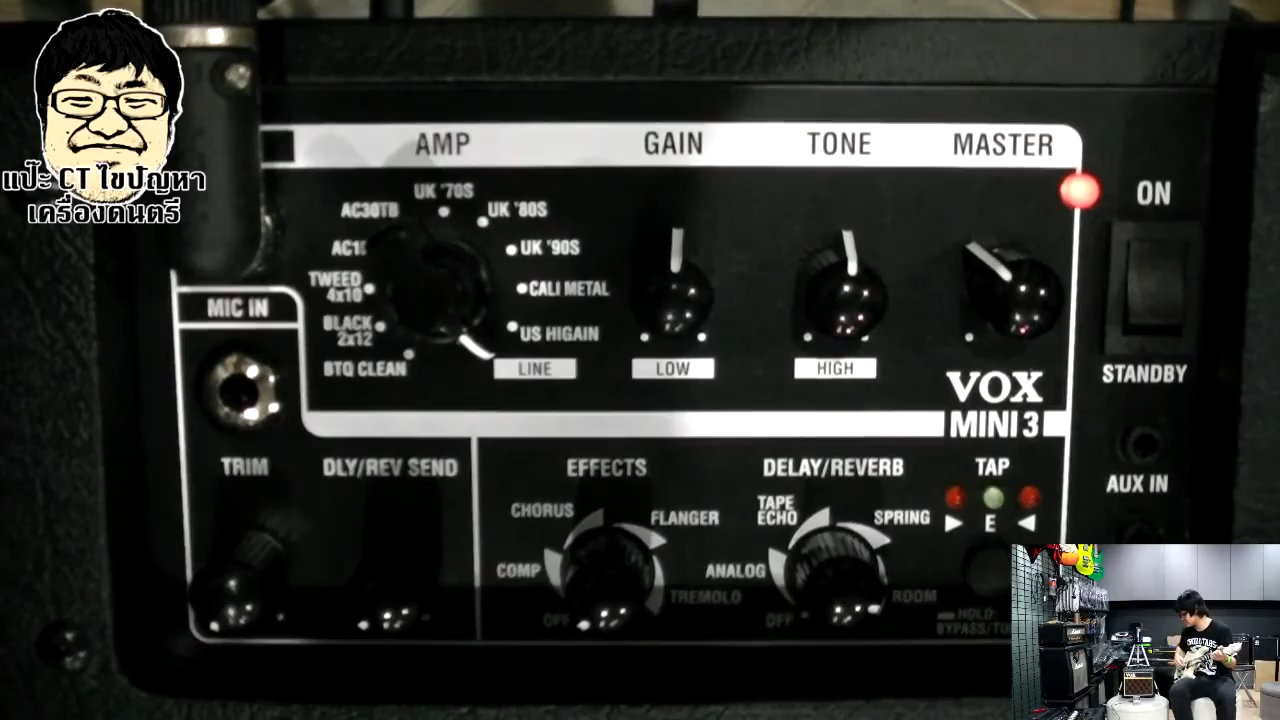 แป๊ะ CT ไขปัญหา
เครื่องดนตรี
AMP GAIN TONE MASTER
ON
UK '70S
AC30TB
UK '80S
UK '90S
TWEED
4x10
CALI METAL
MIC IN
BLACK
2x12
US HIGAIN
BTQ CLEAN
LINE
LOW
HIGH
STANDBY
VOX
MINI 3
TRIM
DLY/REV SEND
EFFECTS
DELAY/REVERB
TAP
AUX IN
CHORUS
FLANGER
TAPE
ECHO
SPRING
E
COMP
TREMOLO
ANALOG
ROOM
OFF
OFF
HOLD: